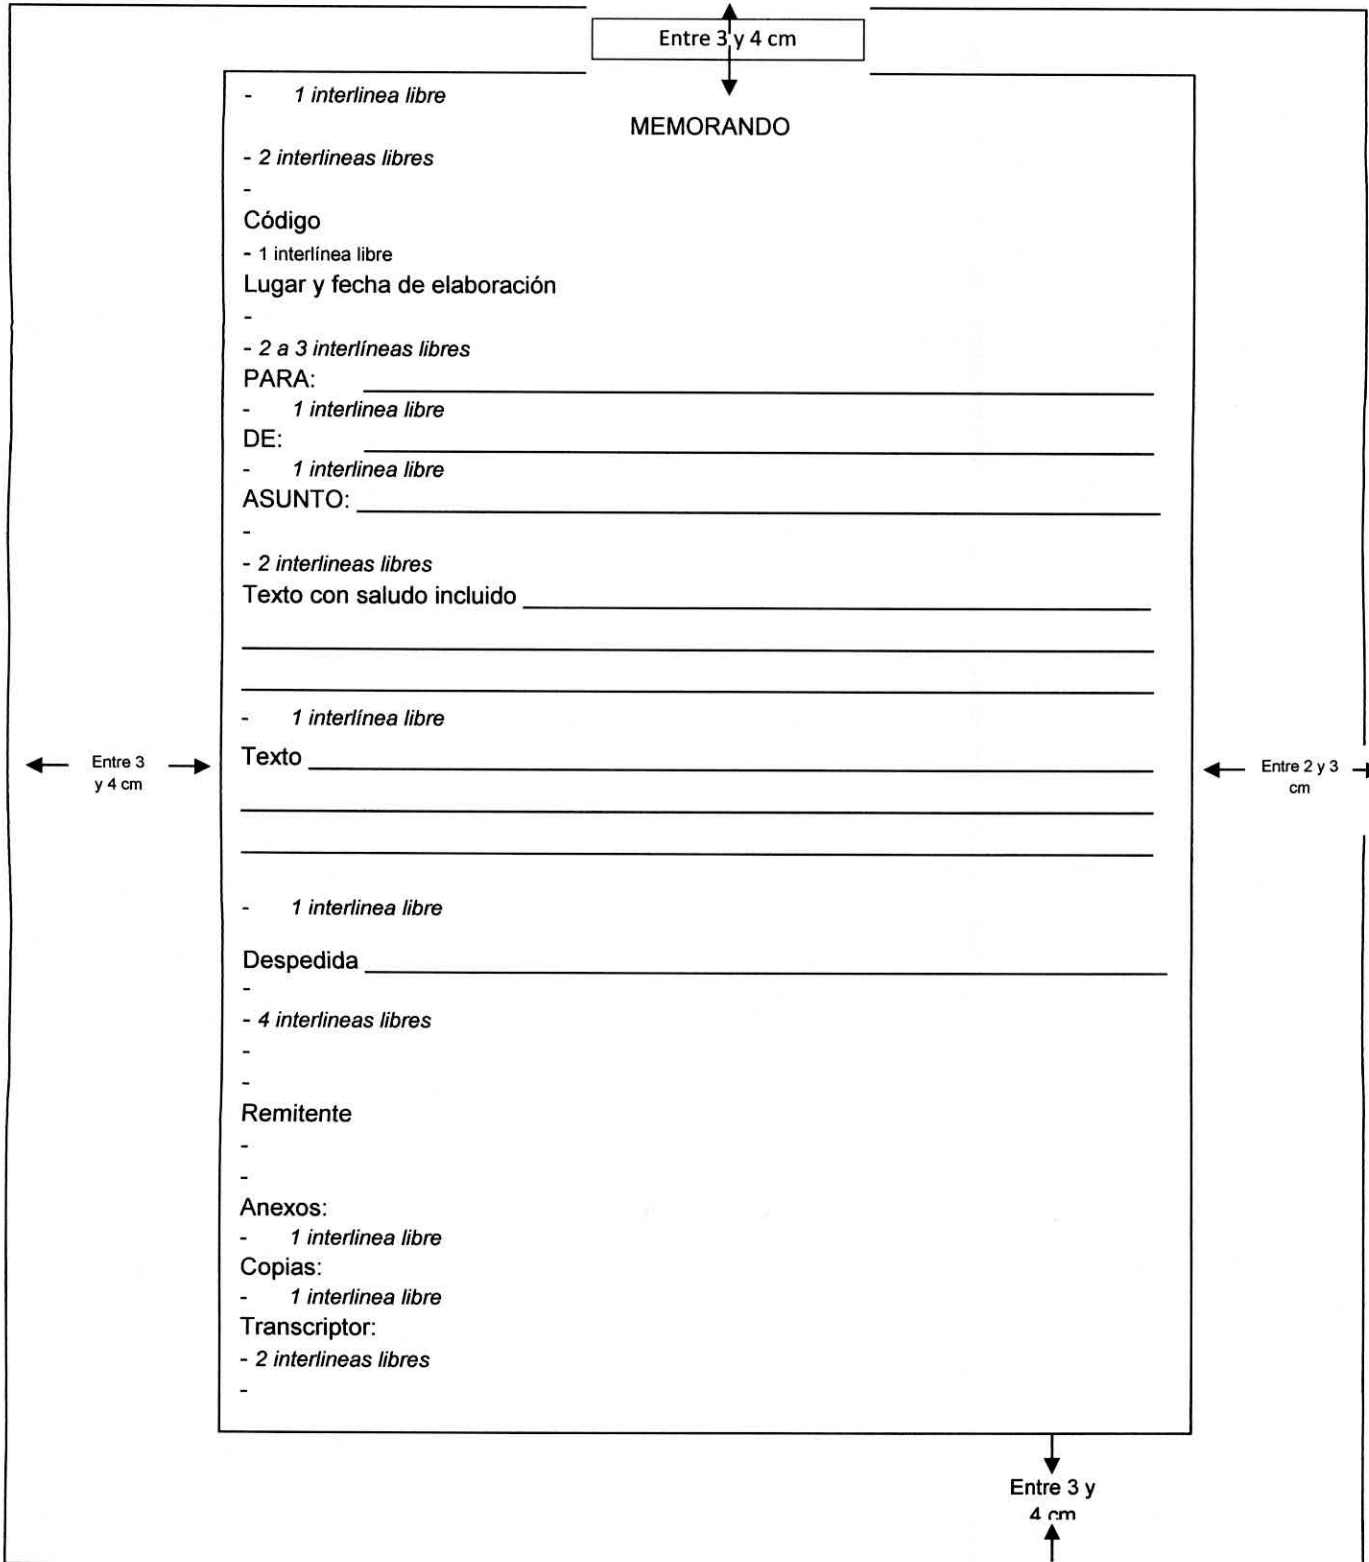 Entre 3 y 4 cm
- 1 interlinea libre
MEMORANDO
- 2 interlineas libres
-
Código
- 1 interlínea libre
Lugar y fecha de elaboración
-
- 2 a 3 interlíneas libres
PARA:
- 1 interlinea libre
DE:
- 1 interlinea libre
ASUNTO:
-
- 2 interlineas libres
Texto con saludo incluido
- 1 interlínea libre
Texto
Entre 3
y 4 cm
Entre 2 y 3
cm
- 1 interlinea libre
Despedida
-
- 4 interlineas libres
-
-
Remitente
-
-
Anexos:
- 1 interlinea libre
Copias:
- 1 interlinea libre
Transcriptor:
- 2 interlineas libres
-
Entre 3 y
4 cm